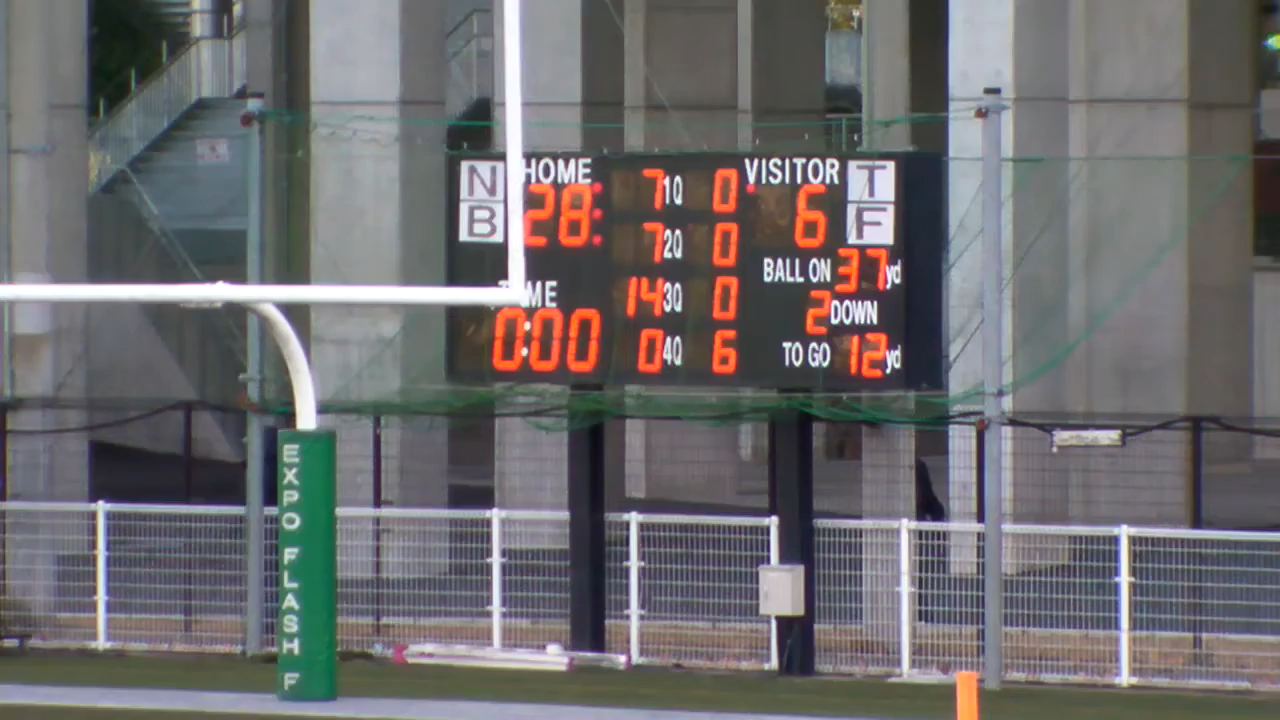 HOME 7 1Q 0 VISITOR
N B 28 6 T F
7 2Q 0
BALL ON 37 yd
TIME 14 3Q 0 2 DOWN
0:00 0 4Q 6 TO GO 12 yd
EXPO FLASH F